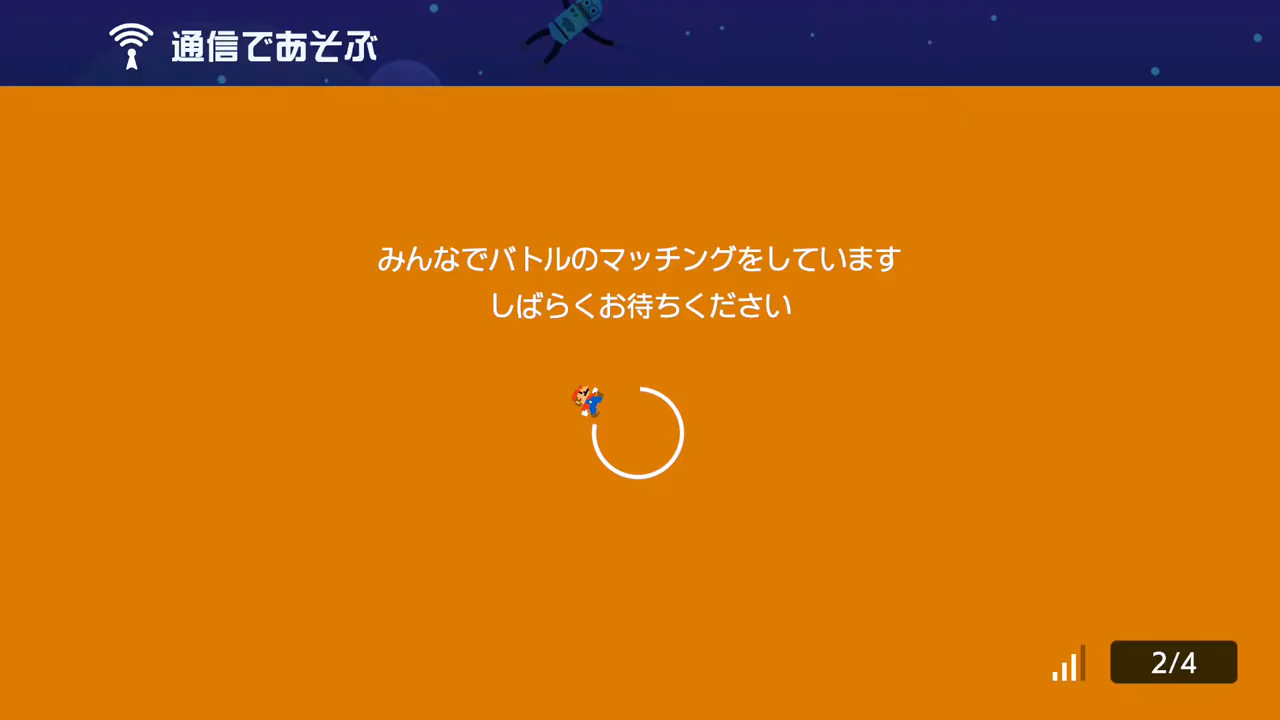 通信であそぶ
みんなでバトルのマッチングをしています
しばらくお待ちください
2/4